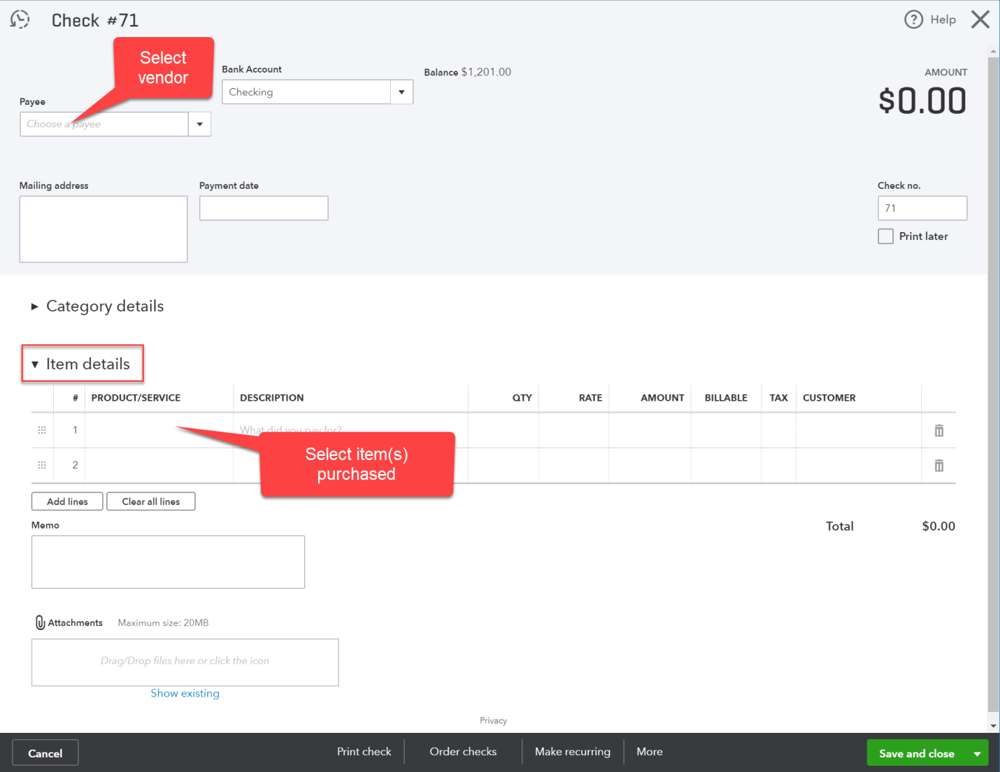 Check #71
Help
Select
vendor
Bank Account
Balance $1,201.00
AMOUNT
Checking
$0.00
Payee
Choose a payee
Mailing address
Payment date
Check no.
71
Print later
Category details
Item details
# PRODUCT/SERVICE DESCRIPTION QTY RATE AMOUNT BILLABLE TAX CUSTOMER
1 What did you pay for?
Select item(s)
purchased
2
Add lines Clear all lines
Memo
Total $0.00
Attachments Maximum size: 20MB
Drag/Drop files here or click the icon
Show existing
Privacy
Cancel Print check Order checks Make recurring More Save and close